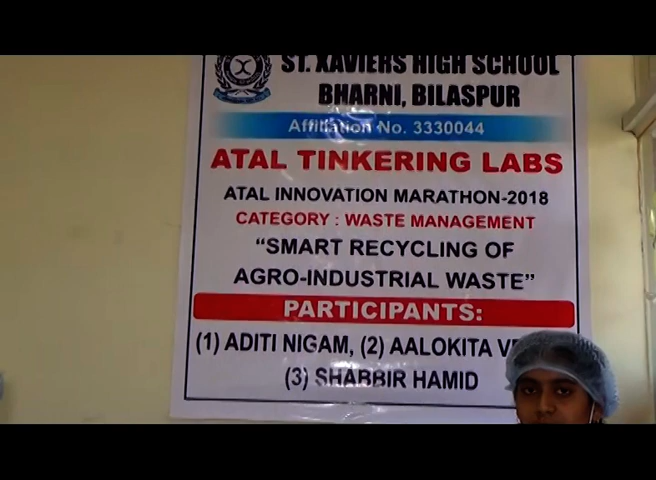 ST. XAVIERS HIGH SCHOOL
BHARNI, BILASPUR
Affiliation No. 3330044
ATAL TINKERING LABS
ATAL INNOVATION MARATHON-2018
CATEGORY : WASTE MANAGEMENT
“SMART RECYCLING OF
AGRO-INDUSTRIAL WASTE”
PARTICIPANTS:
(1) ADITI NIGAM, (2) AALOKITA
(3) SHABBIR HAMID